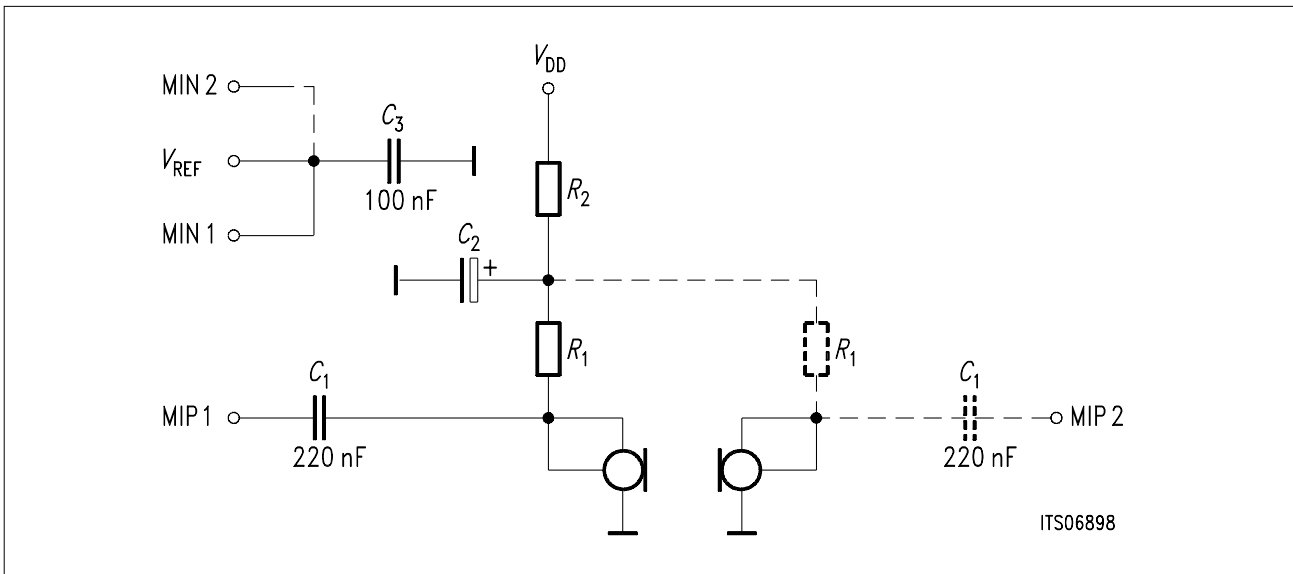 V_DD
MIN 2
C_3
V_REF
100 nF
R_2
MIN 1
C_2
+
R_1
R_1
C_1
C_1
MIP 1
MIP 2
220 nF
220 nF
ITS06898